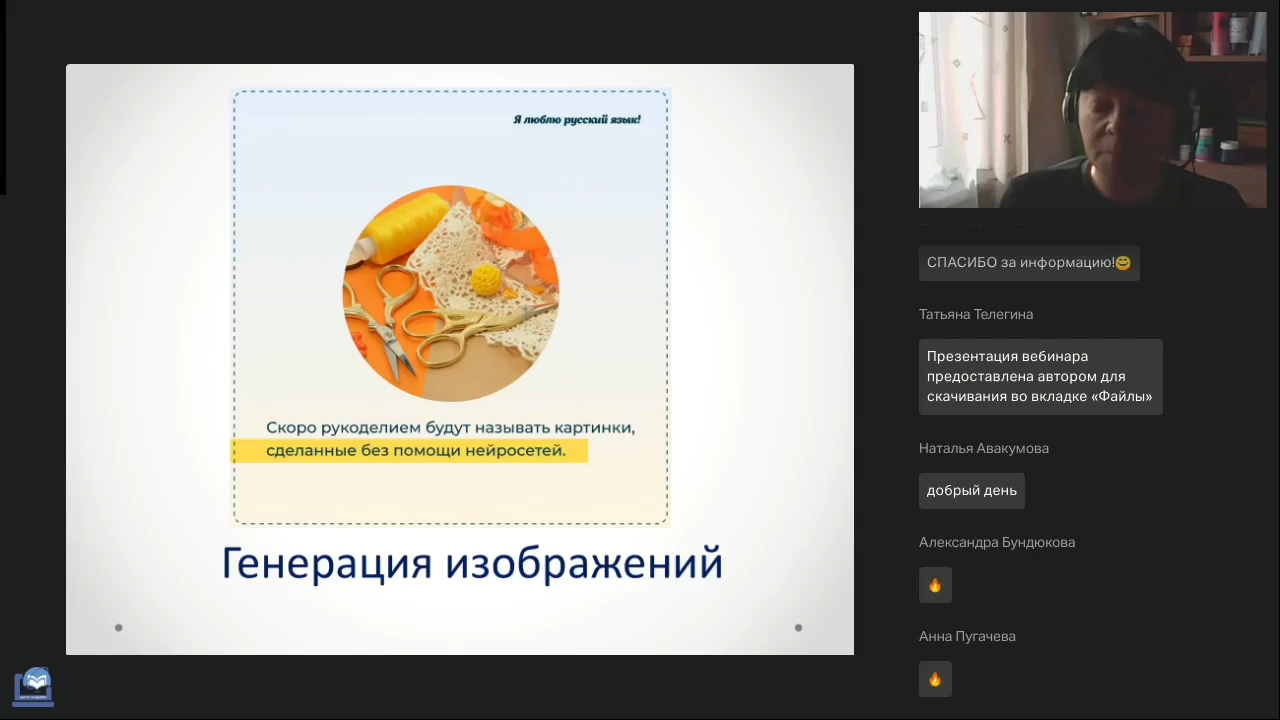 Я люблю русский язык!
Скоро рукоделием будут называть картинки,
сделанные без помощи нейросетей.
Генерация изображений
СПАСИБО за информацию!😊
Татьяна Телегина
Презентация вебинара
предоставлена автором для
скачивания во вкладке «Файлы»
Наталья Авакумова
добрый день
Александра Бундюкова
🔥
Анна Пугачева
🔥